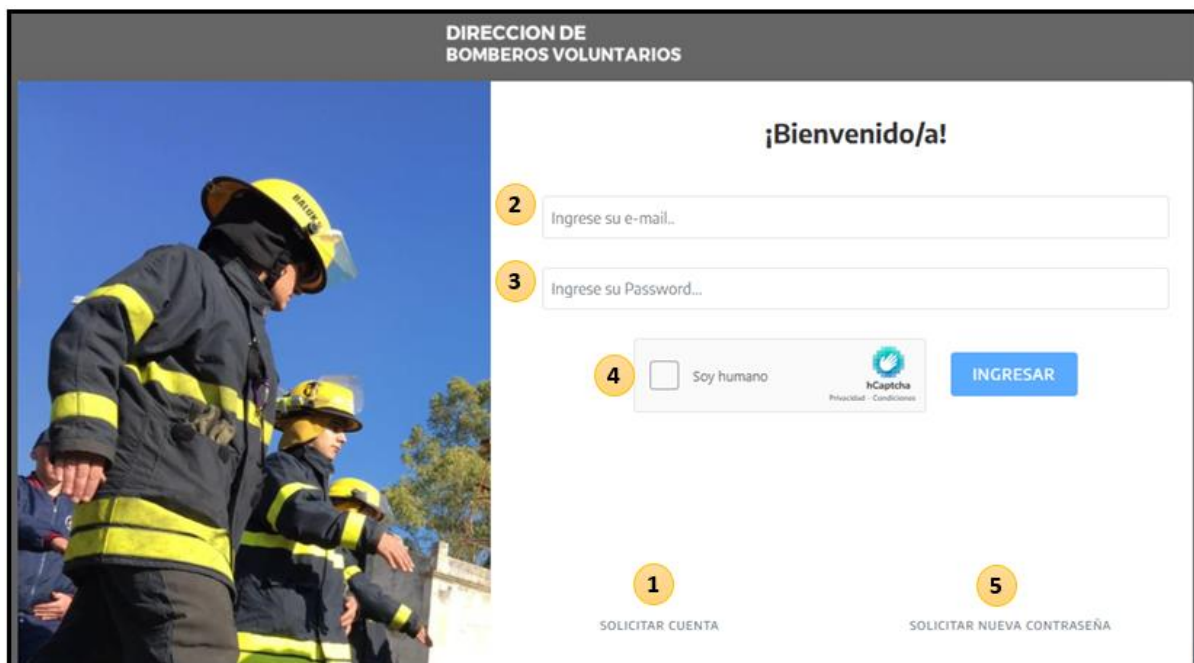 DIRECCION DE
BOMBEROS VOLUNTARIOS
¡Bienvenido/a!
2
Ingrese su e-mail..
3
Ingrese su Password...
4
Soy humano
hCaptcha
Privacidad - Condiciones
INGRESAR
1
5
SOLICITAR CUENTA
SOLICITAR NUEVA CONTRASEÑA